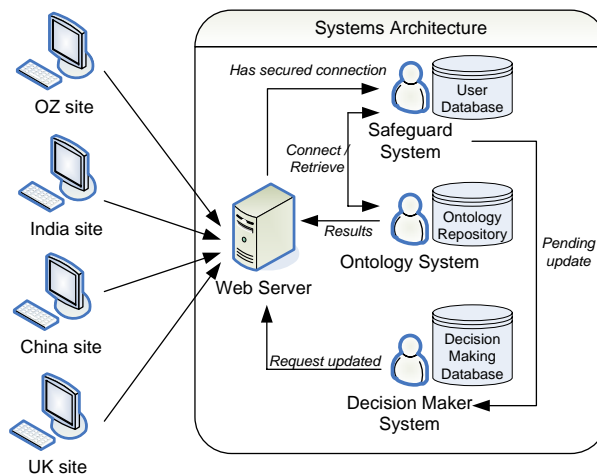 Systems Architecture
OZ site
India site
China site
UK site
Has secured connection
User
Database
Safeguard
System
Connect /
Retrieve
Ontology
Repository
Results
Ontology System
Web Server
Pending
update
Decision
Making
Database
Request updated
Decision Maker
System